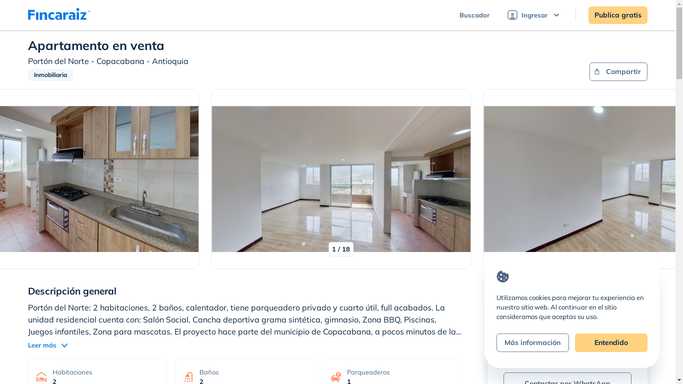 Fincaraiz
Buscador
Ingresar
Publica gratis
Apartamento en venta
Portón del Norte - Copacabana - Antioquia
Inmobiliaria
Compartir
1 / 18
Descripción general
Portón del Norte: 2 habitaciones, 2 baños, calentador, tiene parqueadero privado y cuarto útil, full acabados. La
unidad residencial cuenta con: Salón Social, Cancha deportiva grama sintética, gimnasio, Zona BBQ, Piscinas,
Juegos infantiles, Zona para mascotas. El proyecto hace parte del municipio de Copacabana, a pocos minutos de la...
Leer más
Habitaciones
2
Baños
2
Parqueaderos
1
Utilizamos cookies para mejorar tu experiencia en
nuestro sitio web. Al continuar en el sitio
consideramos que aceptas su uso.
Más información
Entendido
Contactar por WhatsApp